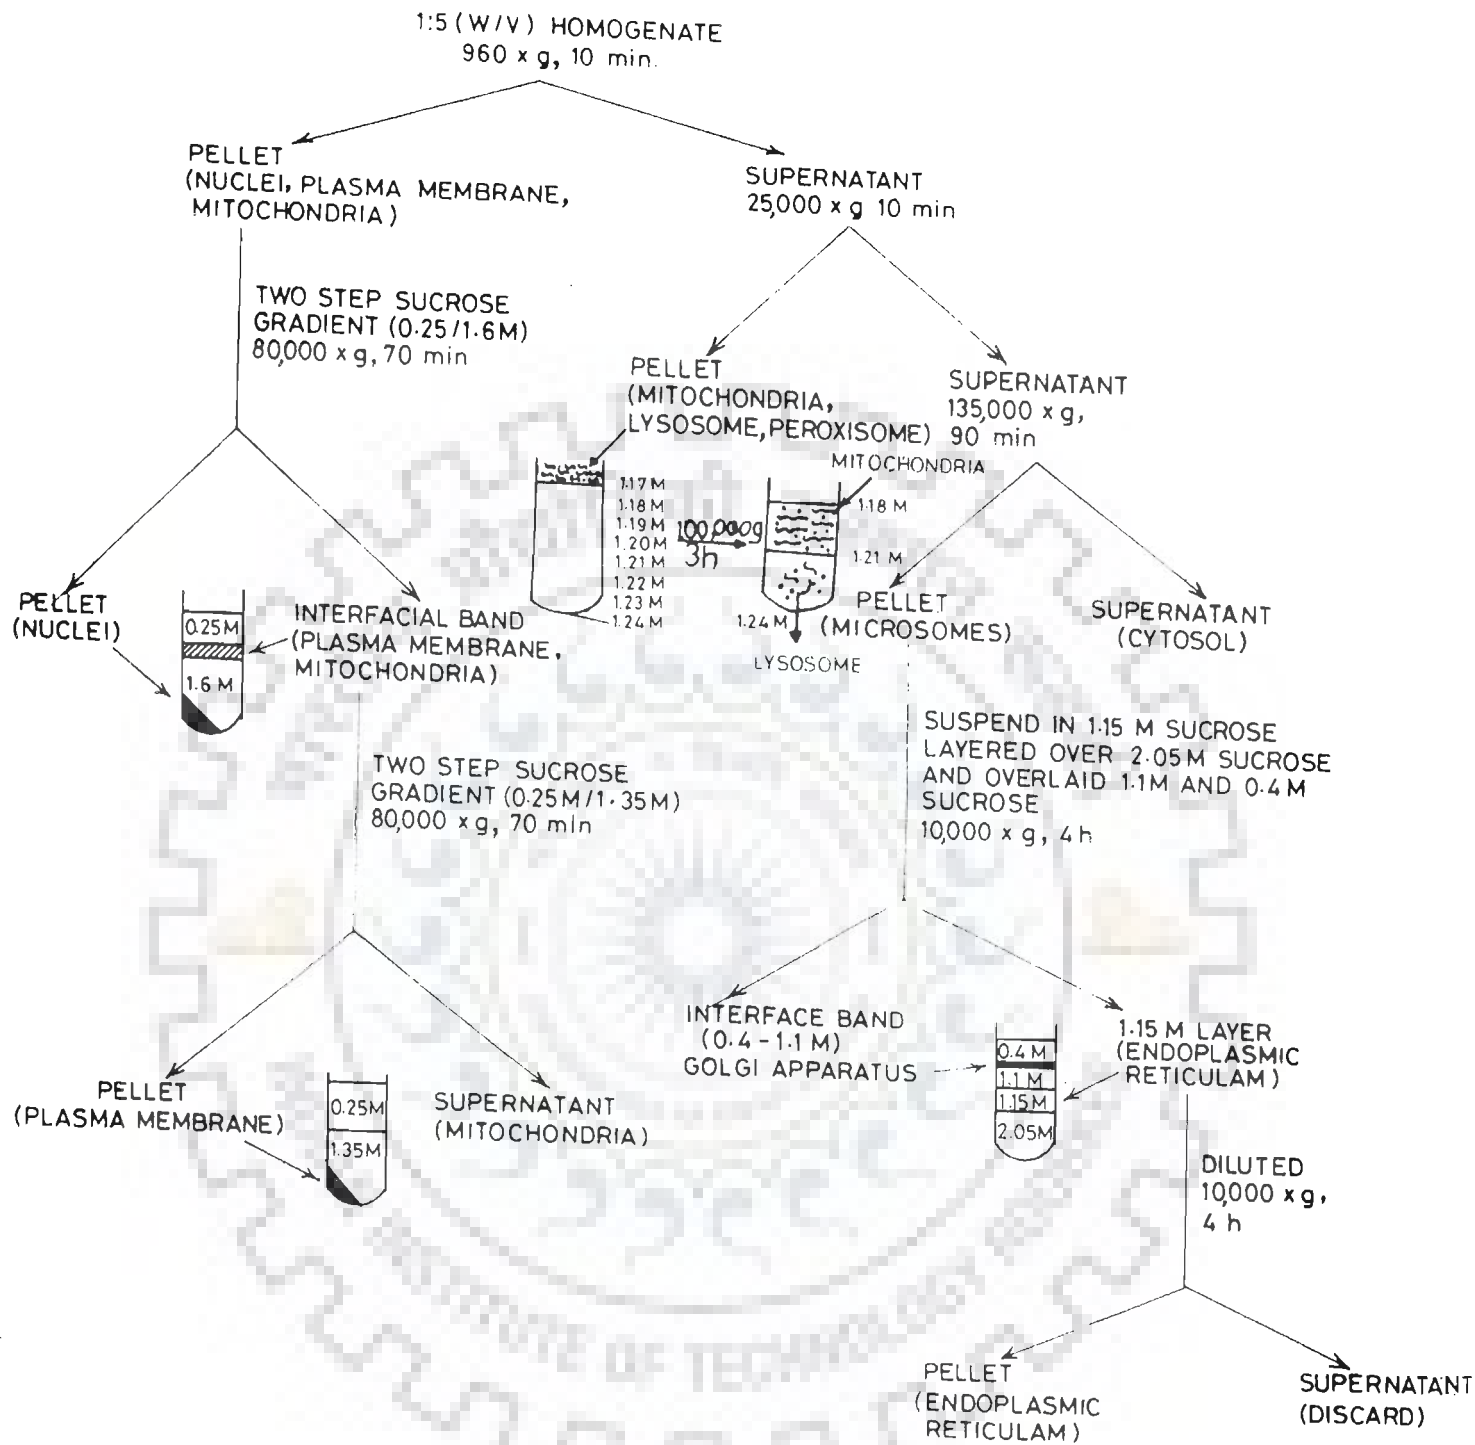 1:5 (W/V) HOMOGENATE
960 x g, 10 min.
PELLET
(NUCLEI, PLASMA MEMBRANE,
MITOCHONDRIA)
SUPERNATANT
25,000 x g 10 min
TWO STEP SUCROSE
GRADIENT (0.25/1.6M)
80,000 x g, 70 min
PELLET
(MITOCHONDRIA,
LYSOSOME, PEROXISOME)
SUPERNATANT
135,000 x g,
90 min
1.17 M
1.18 M
1.19 M
1.20 M
1.21 M
1.22 M
1.23 M
1.24 M
100,000g
3h
MITOCHONDRIA
1.18 M
1.21 M
1.24 M
LYSOSOME
PELLET
(NUCLEI)
0.25M
1.6 M
INTERFACIAL BAND
(PLASMA MEMBRANE,
MITOCHONDRIA)
PELLET
(MICROSOMES)
SUPERNATANT
(CYTOSOL)
TWO STEP SUCROSE
GRADIENT (0.25M/1.35M)
80,000 x g, 70 min
SUSPEND IN 1.15 M SUCROSE
LAYERED OVER 2.05M SUCROSE
AND OVERLAID 1.1M AND 0.4M
SUCROSE
10,000 x g, 4h
PELLET
(PLASMA MEMBRANE)
0.25M
1.35M
SUPERNATANT
(MITOCHONDRIA)
INTERFACE BAND
(0.4-1.1 M)
GOLGI APPARATUS
0.4 M
1.1 M
1.15M
2.05M
1.15 M LAYER
(ENDOPLASMIC
RETICULAM)
DILUTED
10,000 x g,
4 h
PELLET
(ENDOPLASMIC
RETICULAM)
SUPERNATANT
(DISCARD)
INSTITUTE OF TECHNOLOGY